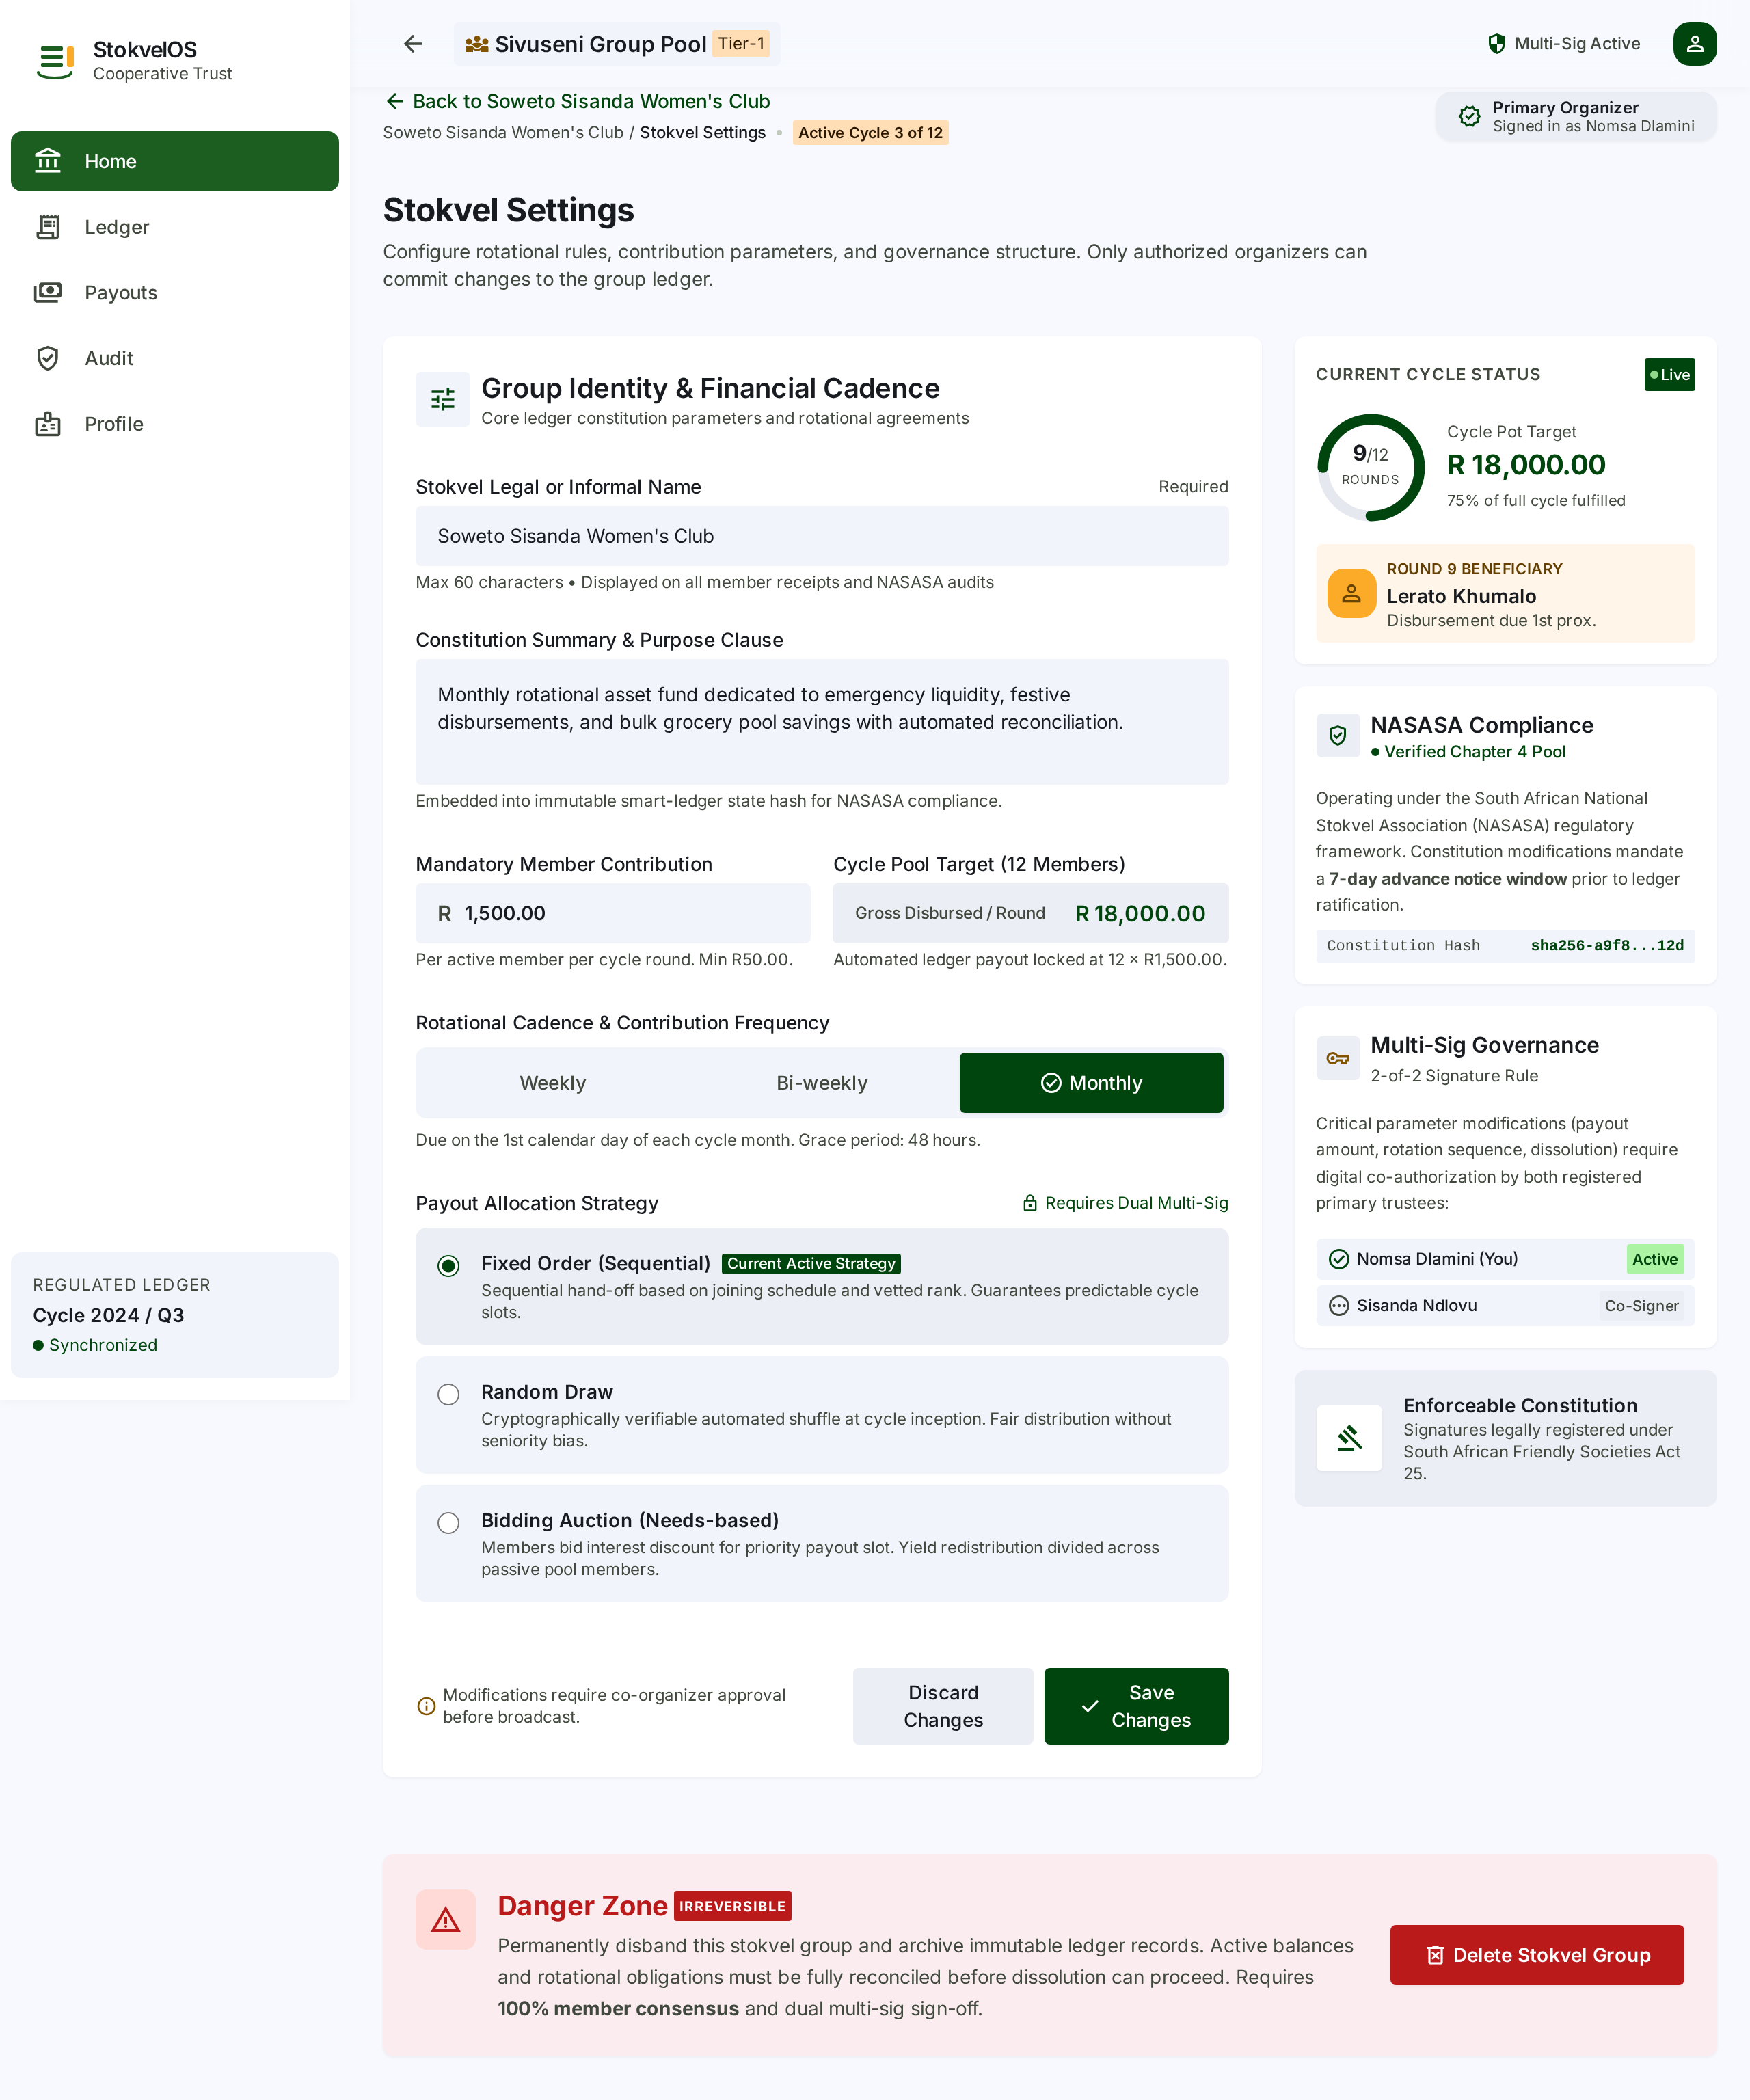 StokvelOS
Cooperative Trust
Home
Ledger
Payouts
Audit
Profile
REGULATED LEDGER
Cycle 2024 / Q3
Synchronized
Sivuseni Group Pool Tier-1
Multi-Sig Active
Back to Soweto Sisanda Women's Club
Soweto Sisanda Women's Club / Stokvel Settings • Active Cycle 3 of 12
Primary Organizer
Signed in as Nomsa Dlamini
Stokvel Settings
Configure rotational rules, contribution parameters, and governance structure. Only authorized organizers can
commit changes to the group ledger.
Group Identity & Financial Cadence
Core ledger constitution parameters and rotational agreements
Stokvel Legal or Informal Name Required
Soweto Sisanda Women's Club
Max 60 characters • Displayed on all member receipts and NASASA audits
Constitution Summary & Purpose Clause
Monthly rotational asset fund dedicated to emergency liquidity, festive
disbursements, and bulk grocery pool savings with automated reconciliation.
Embedded into immutable smart-ledger state hash for NASASA compliance.
Mandatory Member Contribution
R 1,500.00
Per active member per cycle round. Min R50.00.
Cycle Pool Target (12 Members)
Gross Disbursed / Round R 18,000.00
Automated ledger payout locked at 12 × R1,500.00.
Rotational Cadence & Contribution Frequency
Weekly Bi-weekly Monthly
Due on the 1st calendar day of each cycle month. Grace period: 48 hours.
Payout Allocation Strategy Requires Dual Multi-Sig
Fixed Order (Sequential) Current Active Strategy
Sequential hand-off based on joining schedule and vetted rank. Guarantees predictable cycle
slots.
Random Draw
Cryptographically verifiable automated shuffle at cycle inception. Fair distribution without
seniority bias.
Bidding Auction (Needs-based)
Members bid interest discount for priority payout slot. Yield redistribution divided across
passive pool members.
Modifications require co-organizer approval
before broadcast.
Discard
Changes
Save
Changes
CURRENT CYCLE STATUS Live
9/12
ROUNDS
Cycle Pot Target
R 18,000.00
75% of full cycle fulfilled
ROUND 9 BENEFICIARY
Lerato Khumalo
Disbursement due 1st prox.
NASASA Compliance
Verified Chapter 4 Pool
Operating under the South African National
Stokvel Association (NASASA) regulatory
framework. Constitution modifications mandate
a 7-day advance notice window prior to ledger
ratification.
Constitution Hash sha256-a9f8...12d
Multi-Sig Governance
2-of-2 Signature Rule
Critical parameter modifications (payout
amount, rotation sequence, dissolution) require
digital co-authorization by both registered
primary trustees:
Nomsa Dlamini (You) Active
Sisanda Ndlovu Co-Signer
Enforceable Constitution
Signatures legally registered under
South African Friendly Societies Act
25.
Danger Zone IRREVERSIBLE
Permanently disband this stokvel group and archive immutable ledger records. Active balances
and rotational obligations must be fully reconciled before dissolution can proceed. Requires
100% member consensus and dual multi-sig sign-off.
Delete Stokvel Group